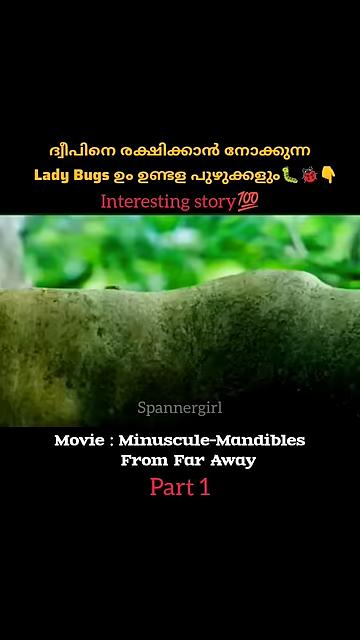 ദ്വീപിനെ രക്ഷിക്കാൻ നോക്കുന്ന
Lady Bugs ഉം ഉണ്ടള പുഴുക്കളും🐛🐞👇
Interesting story💯
Spannergirl
Movie : Minuscule-Mandibles
From Far Away
Part 1